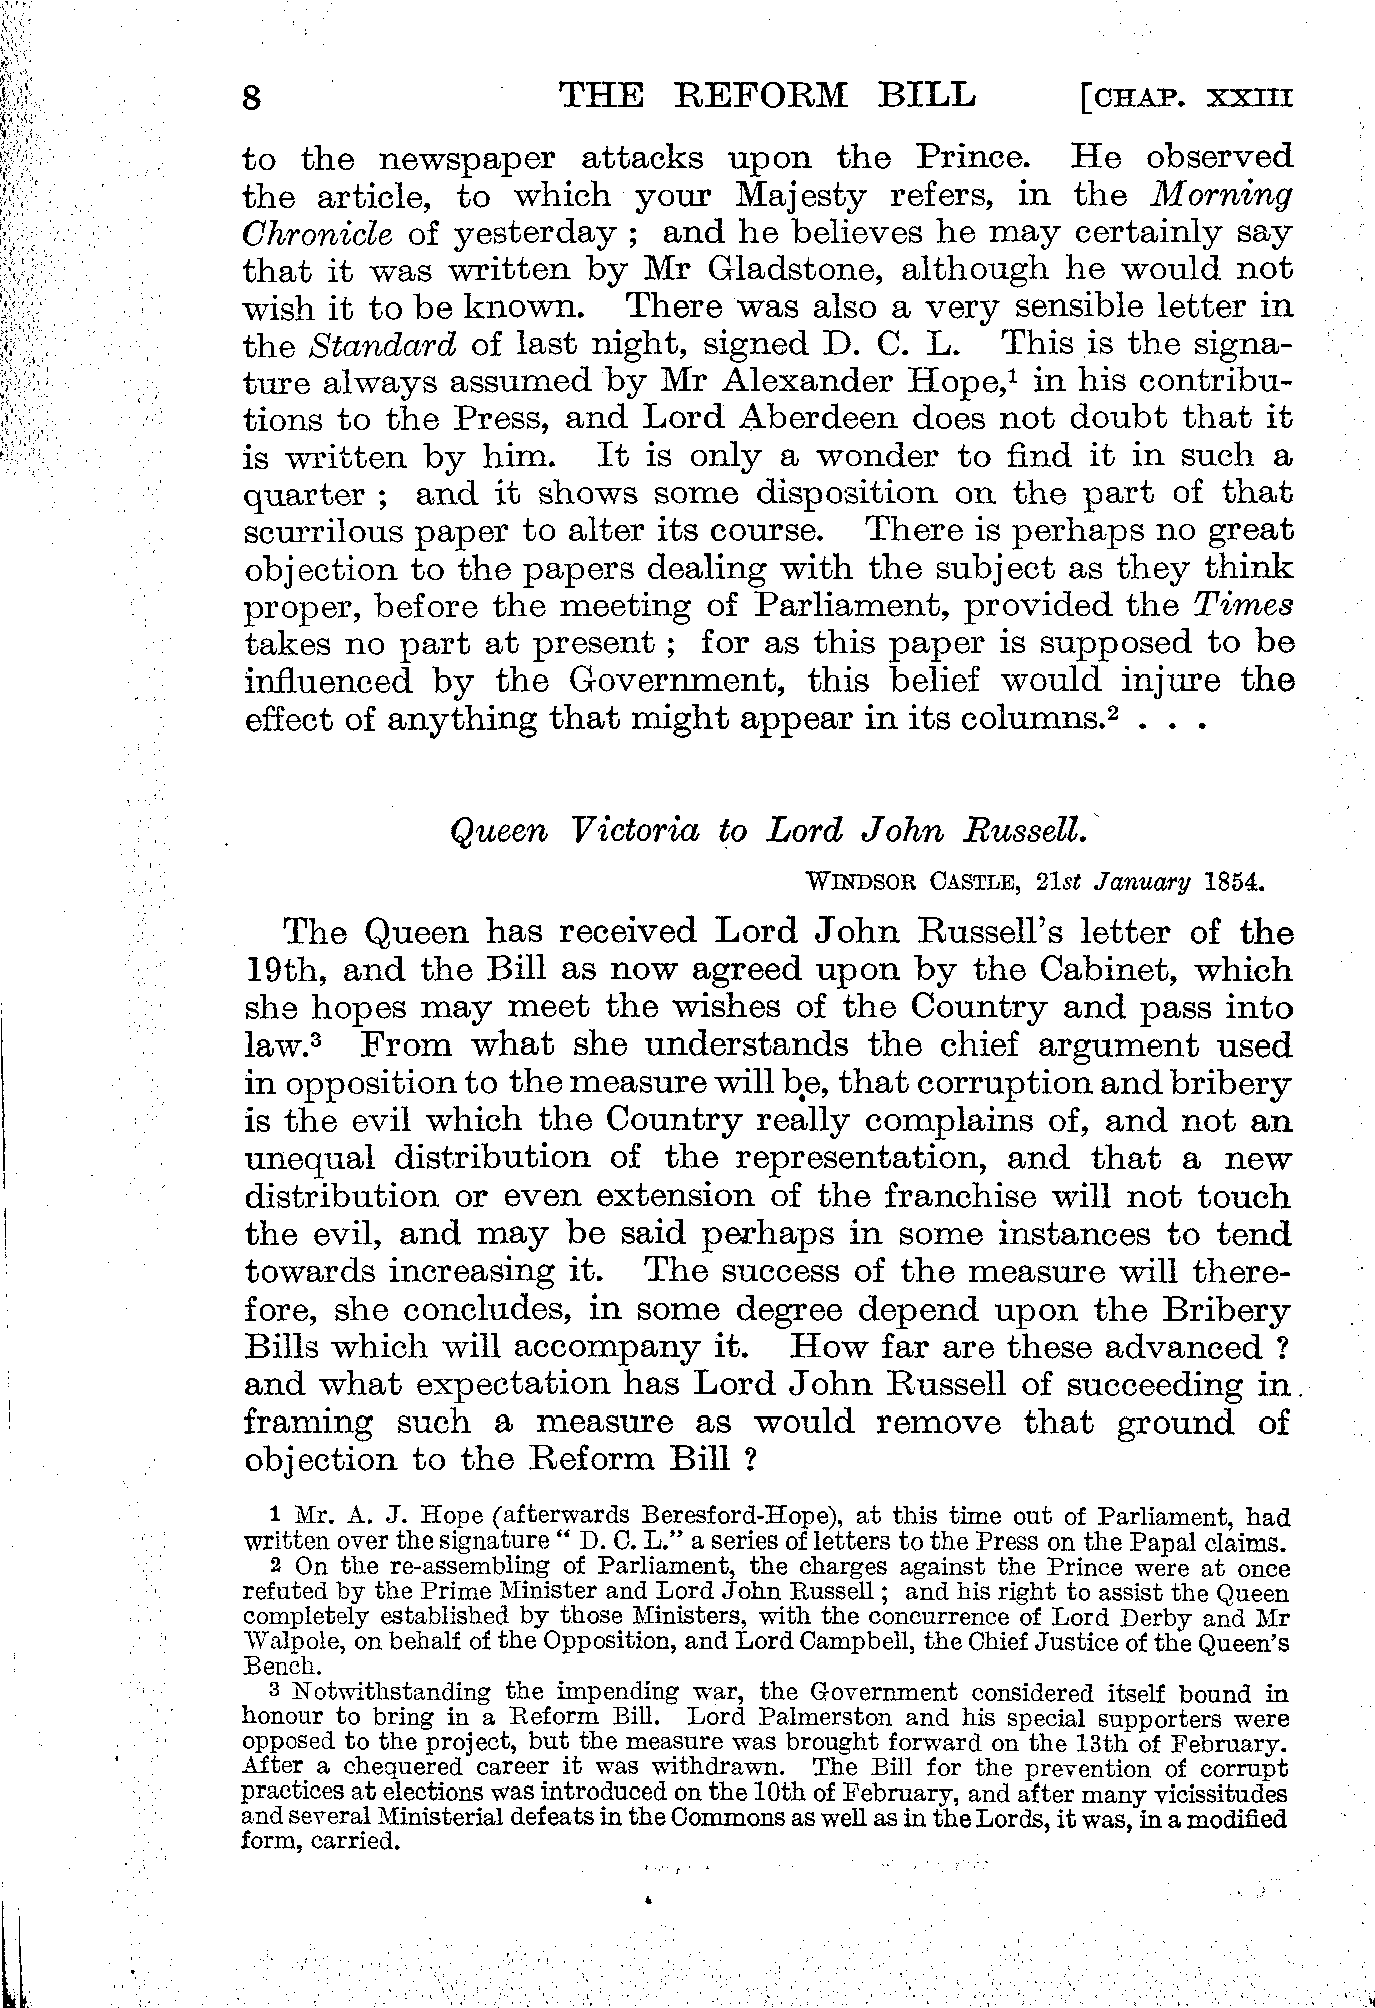 8 THE REFORM BILL [CHAP. XXIII
to the newspaper attacks upon the Prince. He observed
the article, to which your Majesty refers, in the Morning
Chronicle of yesterday ; and he believes he may certainly say
that it was written by Mr Gladstone, although he would not
wish it to be known. There was also a very sensible letter in
the Standard of last night, signed D. C. L. This is the signa-
ture always assumed by Mr Alexander Hope,¹ in his contribu-
tions to the Press, and Lord Aberdeen does not doubt that it
is written by him. It is only a wonder to find it in such a
quarter ; and it shows some disposition on the part of that
scurrilous paper to alter its course. There is perhaps no great
objection to the papers dealing with the subject as they think
proper, before the meeting of Parliament, provided the Times
takes no part at present ; for as this paper is supposed to be
influenced by the Government, this belief would injure the
effect of anything that might appear in its columns.² . . .
Queen Victoria to Lord John Russell.
WINDSOR CASTLE, 21st January 1854.
The Queen has received Lord John Russell's letter of the
19th, and the Bill as now agreed upon by the Cabinet, which
she hopes may meet the wishes of the Country and pass into
law.³ From what she understands the chief argument used
in opposition to the measure will be, that corruption and bribery
is the evil which the Country really complains of, and not an
unequal distribution of the representation, and that a new
distribution or even extension of the franchise will not touch
the evil, and may be said perhaps in some instances to tend
towards increasing it. The success of the measure will there-
fore, she concludes, in some degree depend upon the Bribery
Bills which will accompany it. How far are these advanced ?
and what expectation has Lord John Russell of succeeding in
framing such a measure as would remove that ground of
objection to the Reform Bill ?
1 Mr. A. J. Hope (afterwards Beresford-Hope), at this time out of Parliament, had
written over the signature " D. C. L." a series of letters to the Press on the Papal claims.
2 On the re-assembling of Parliament, the charges against the Prince were at once
refuted by the Prime Minister and Lord John Russell ; and his right to assist the Queen
completely established by those Ministers, with the concurrence of Lord Derby and Mr
Walpole, on behalf of the Opposition, and Lord Campbell, the Chief Justice of the Queen's
Bench.
3 Notwithstanding the impending war, the Government considered itself bound in
honour to bring in a Reform Bill. Lord Palmerston and his special supporters were
opposed to the project, but the measure was brought forward on the 13th of February.
After a chequered career it was withdrawn. The Bill for the prevention of corrupt
practices at elections was introduced on the 10th of February, and after many vicissitudes
and several Ministerial defeats in the Commons as well as in the Lords, it was, in a modified
form, carried.